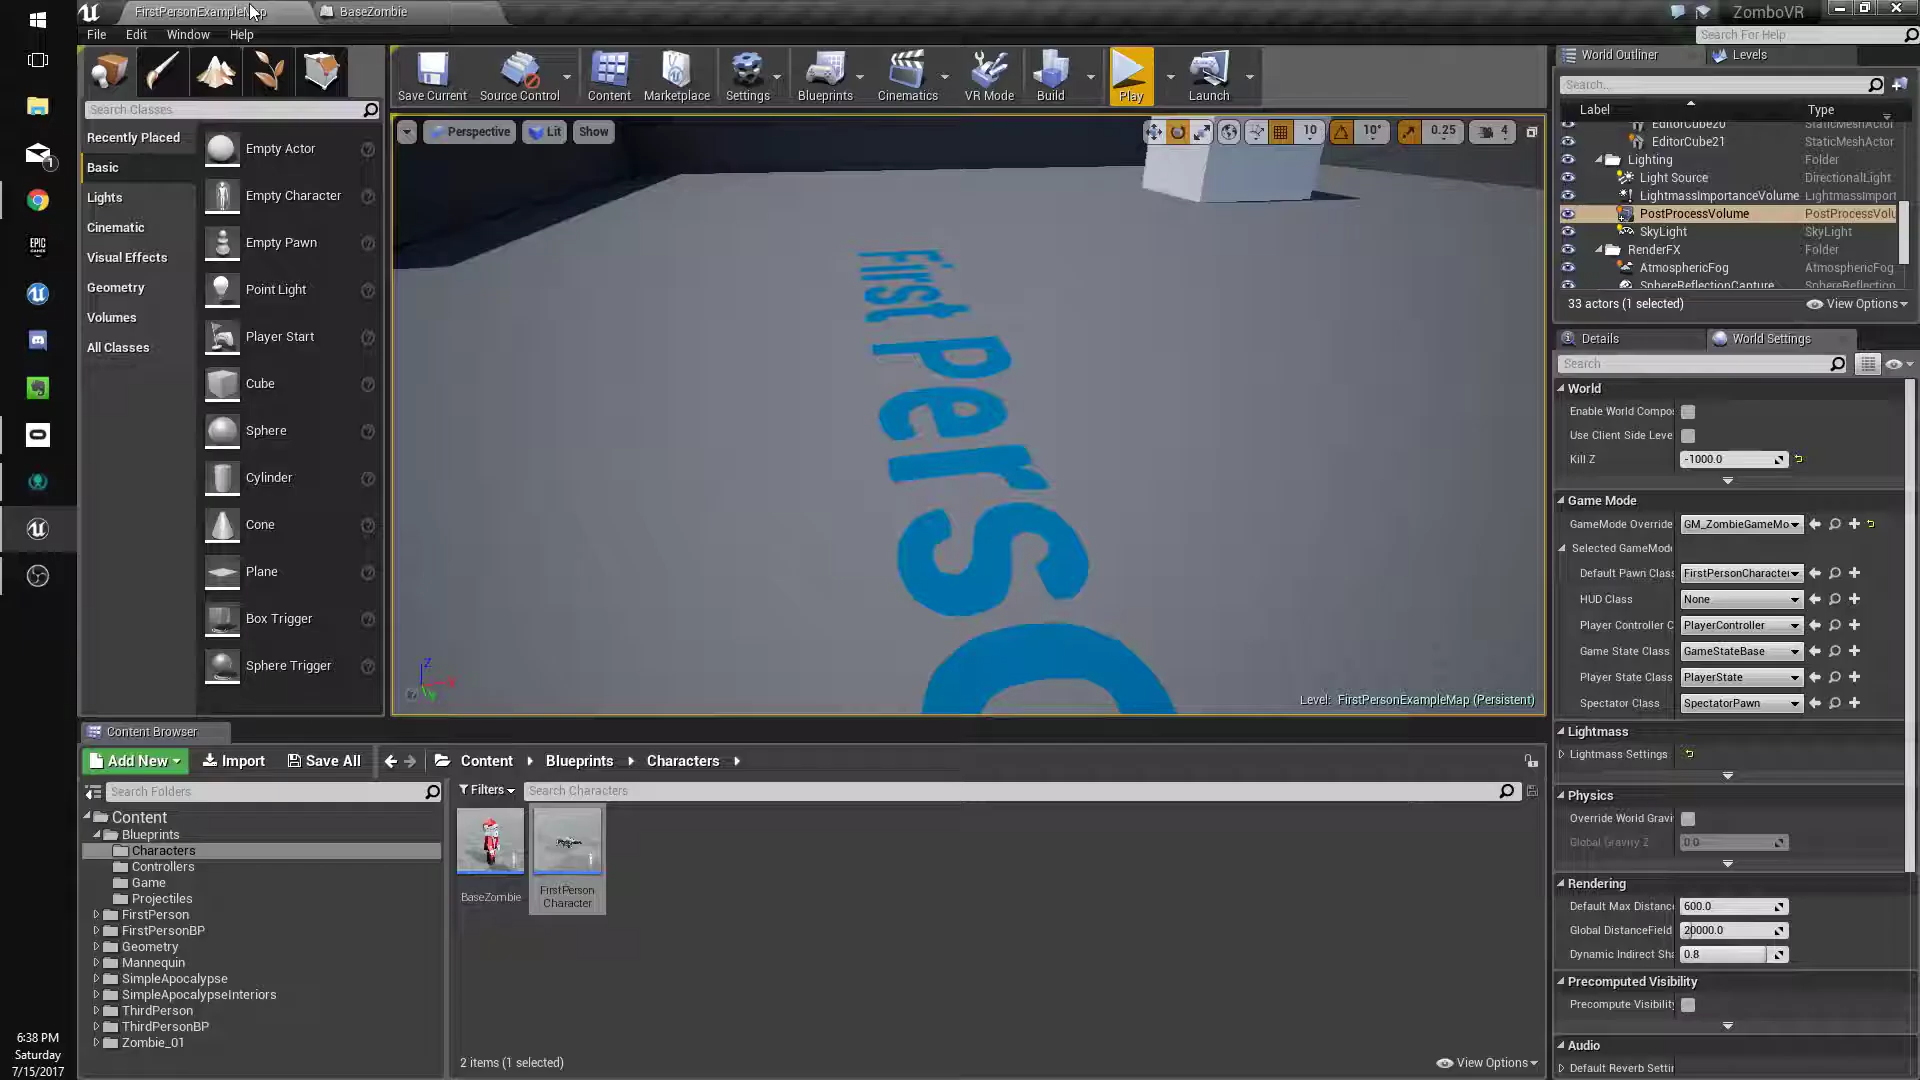 FirstPersonExampleMap
BaseZombie
ZomboVR
File
Edit
Window
Help
Search For Help
Save Current
Source Control
Content
Marketplace
Settings
Blueprints
Cinematics
VR Mode
Build
Play
Launch
Search Classes
Recently Placed
Basic
Lights
Cinematic
Visual Effects
Geometry
Volumes
All Classes
Empty Actor
Empty Character
Empty Pawn
Point Light
Player Start
Cube
Sphere
Cylinder
Cone
Plane
Box Trigger
Sphere Trigger
Perspective
Lit
Show
10
10°
0.25
4
First PerSO
Z
X
Y
Level: FirstPersonExampleMap (Persistent)
World Outliner
Levels
Search...
Label
Type
EditorCube20
StaticMeshActor
EditorCube21
StaticMeshActor
Lighting
Folder
Light Source
DirectionalLight
LightmassImportanceVolume
LightmassImport
PostProcessVolume
PostProcessVolu
SkyLight
SkyLight
RenderFX
Folder
AtmosphericFog
AtmosphericFog
SphereReflectionCapture
SphereReflection
33 actors (1 selected)
View Options
Details
World Settings
Search
World
Enable World Compo
Use Client Side Leve
Kill Z
-1000.0
Game Mode
GameMode Override
GM_ZombieGameMo
Selected GameMode
Default Pawn Class
FirstPersonCharacter
HUD Class
None
Player Controller C
PlayerController
Game State Class
GameStateBase
Player State Class
PlayerState
Spectator Class
SpectatorPawn
Lightmass
Lightmass Settings
Physics
Override World Gravi
Global Gravity Z
0.0
Rendering
Default Max Distance
600.0
Global DistanceField
20000.0
Dynamic Indirect Sha
0.8
Precomputed Visibility
Precompute Visibility
Audio
Default Reverb Settin
Content Browser
Add New
Import
Save All
Content
Blueprints
Characters
Search Folders
Filters
Search Characters
Content
Blueprints
Characters
Controllers
Game
Projectiles
FirstPerson
FirstPersonBP
Geometry
Mannequin
SimpleApocalypse
SimpleApocalypseInteriors
ThirdPerson
ThirdPersonBP
Zombie_01
BaseZombie
FirstPerson
Character
2 items (1 selected)
View Options
1
EPIC
GAMES
6:38 PM
Saturday
7/15/2017